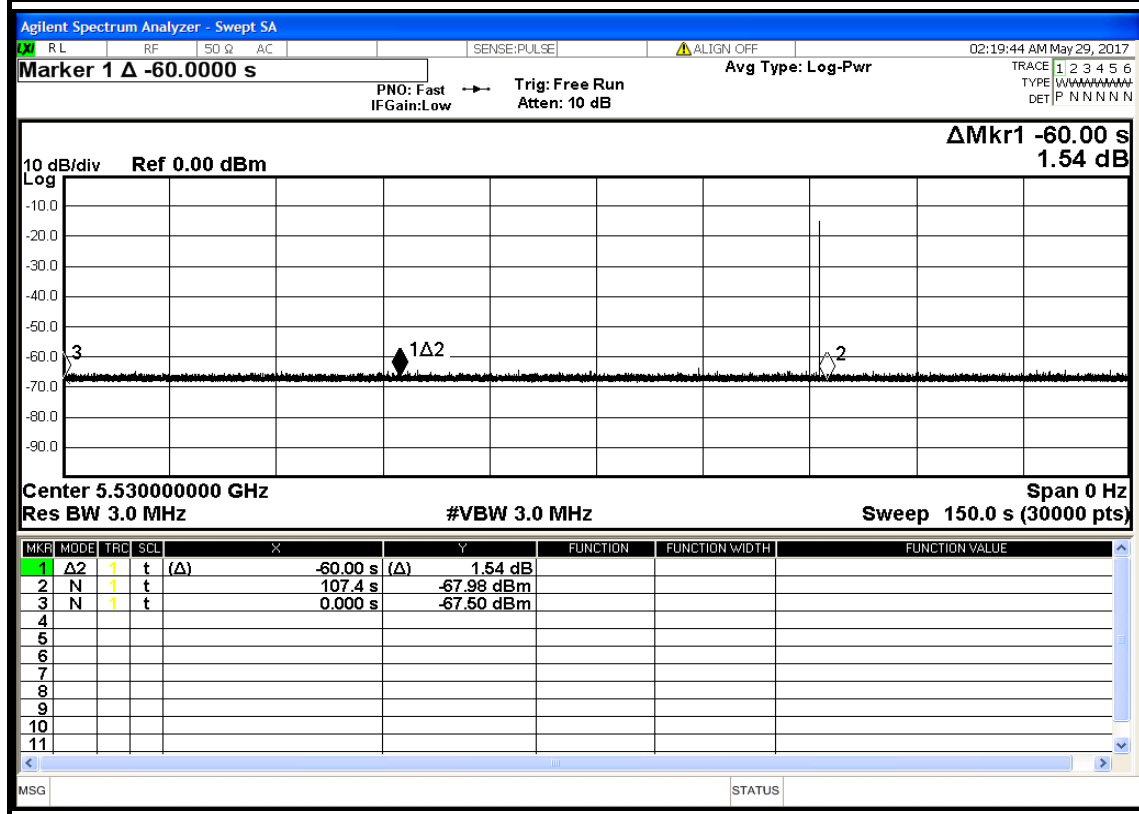 Agilent Spectrum Analyzer - Swept SA
LXI RL RF 50 Ω AC SENSE:PULSE ALIGN OFF 02:19:44 AM May 29, 2017
Marker 1 Δ -60.0000 s
PNO: Fast
IFGain:Low
Trig: Free Run
Atten: 10 dB
Avg Type: Log-Pwr
TRACE 1 2 3 4 5 6
TYPE WWWWWW
DET P N N N N N
ΔMkr1 -60.00 s
1.54 dB
10 dB/div Ref 0.00 dBm
Log
-10.0
-20.0
-30.0
-40.0
-50.0
-60.0
-70.0
-80.0
-90.0
3
1Δ2
2
Center 5.530000000 GHz Span 0 Hz
Res BW 3.0 MHz #VBW 3.0 MHz Sweep 150.0 s (30000 pts)
MKR MODE TRC SCL X Y FUNCTION FUNCTION WIDTH FUNCTION VALUE
1 Δ2 1 t (Δ) -60.00 s (Δ) 1.54 dB
2 N 1 t 107.4 s -67.98 dBm
3 N 1 t 0.000 s -67.50 dBm
4
5
6
7
8
9
10
11
MSG STATUS